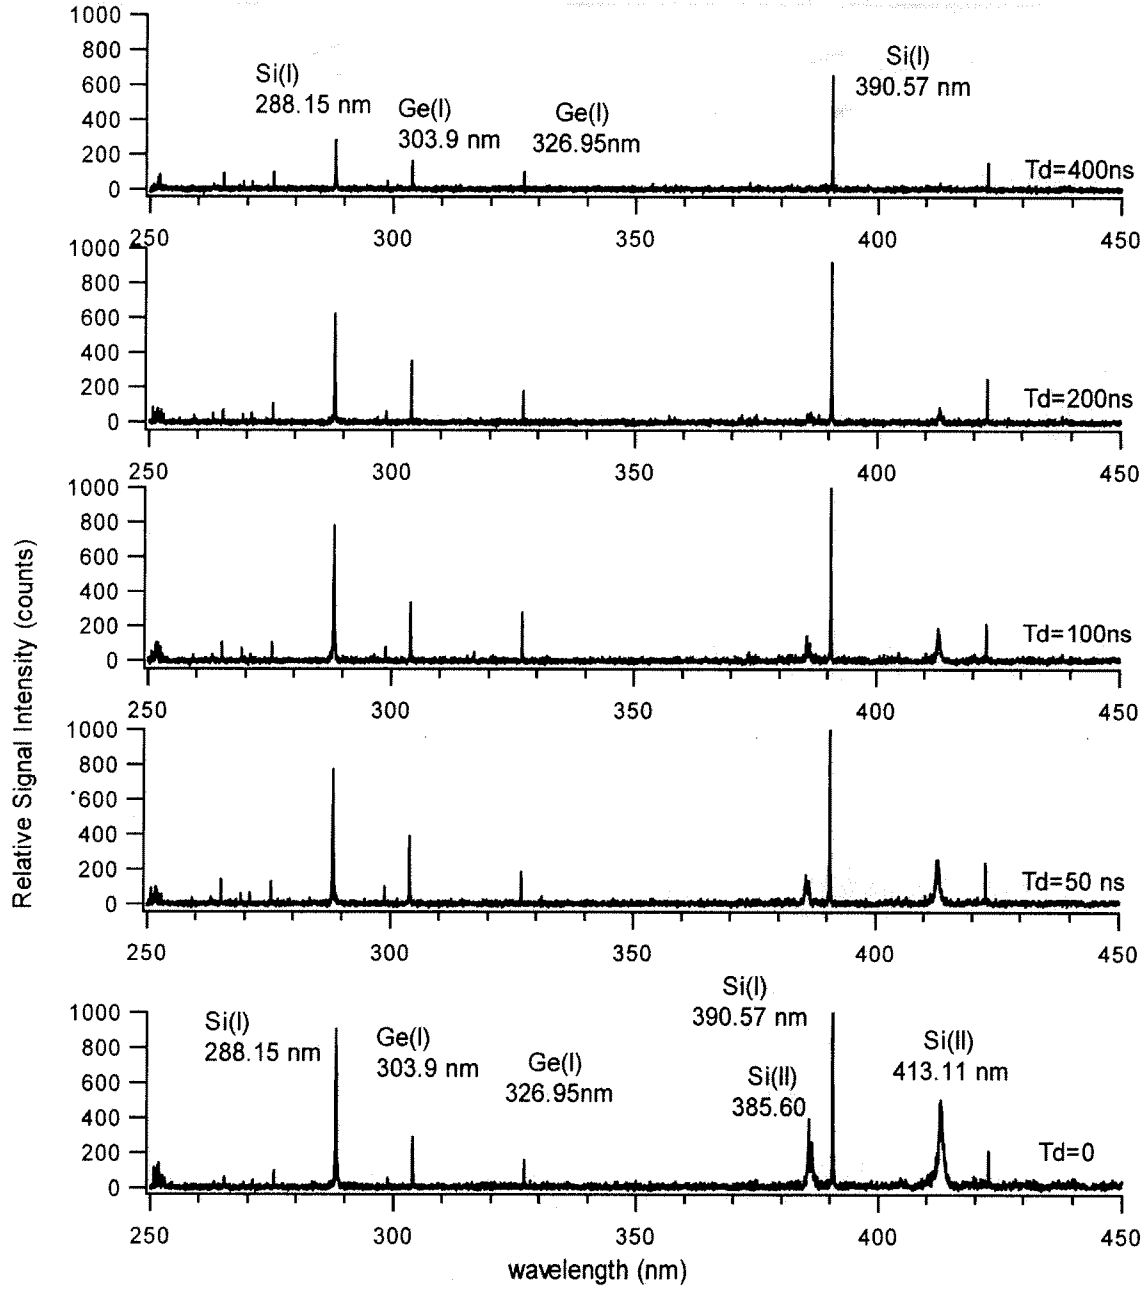 1000
800
600
400
200
0
Si(I)
288.15 nm
Ge(I)
303.9 nm
Ge(I)
326.95nm
Si(I)
390.57 nm
Td=400ns
250 300 350 400 450
1000
800
600
400
200
0
Td=200ns
250 300 350 400 450
1000
800
600
400
200
0
Td=100ns
250 300 350 400 450
1000
800
600
400
200
0
Td=50 ns
250 300 350 400 450
1000
800
600
400
200
0
Si(I)
288.15 nm
Ge(I)
303.9 nm
Ge(I)
326.95nm
Si(I)
390.57 nm
Si(II)
385.60
Si(II)
413.11 nm
Td=0
250 300 350 400 450
wavelength (nm)
Relative Signal Intensity (counts)